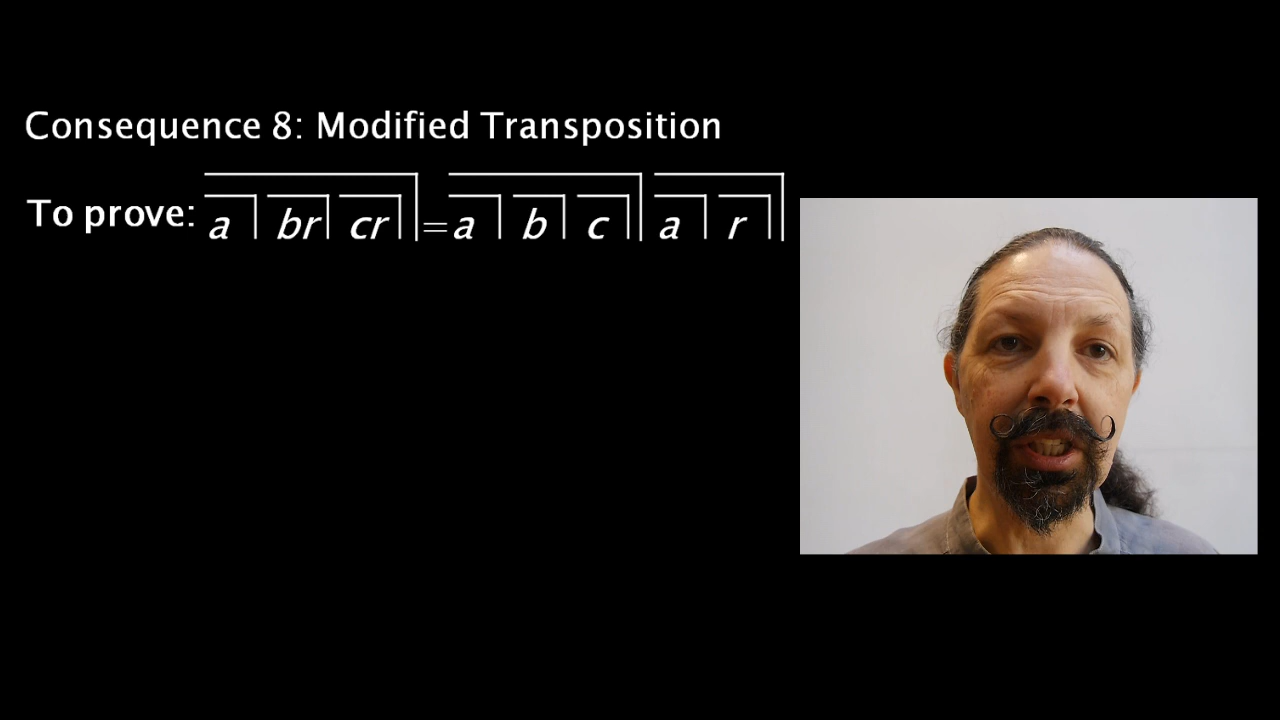 Consequence 8: Modified Transposition
To prove: a⏋ br⏋ cr⏋⏋=a⏋ b⏋ c⏋⏋ a⏋ r⏋⏋